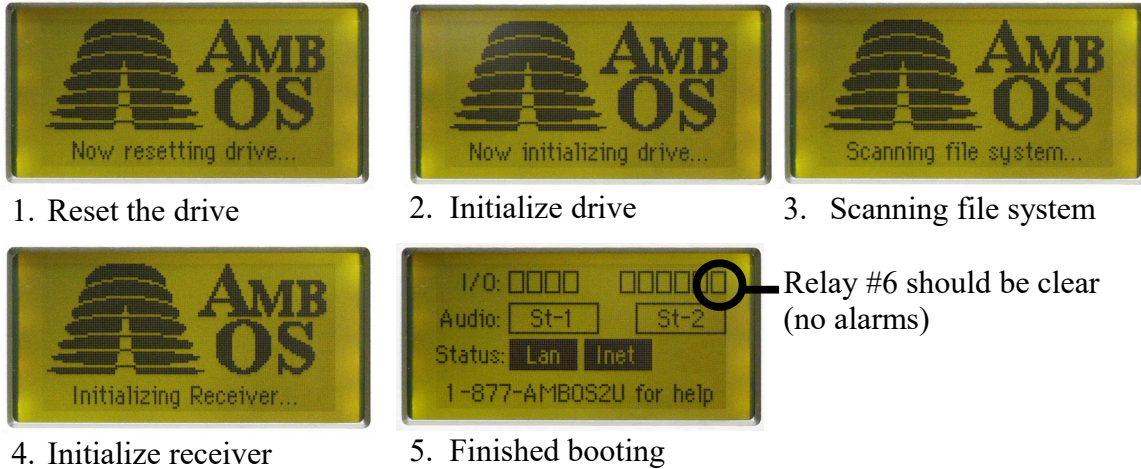 AMB
OS
Now resetting drive...
1. Reset the drive
AMB
OS
Now initializing drive...
2. Initialize drive
AMB
OS
Scanning file system...
3. Scanning file system
AMB
OS
Initializing Receiver...
4. Initialize receiver
I/O:
Audio: St-1 St-2
Status: Lan Inet
1-877-AMBOS2U for help
5. Finished booting
Relay #6 should be clear
(no alarms)